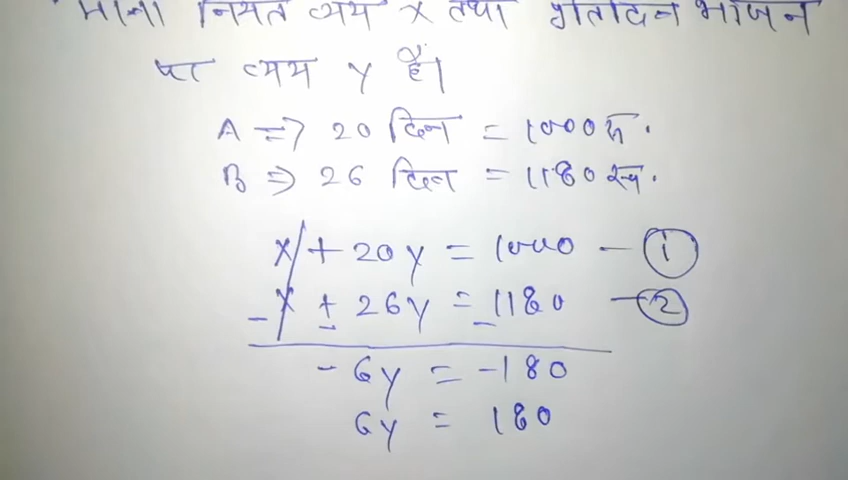 माना नियत व्यय x तथा प्रतिदिन भोजन
पर व्यय y है।
A ⇒ 20 दिन = 1000 रु.
B ⇒ 26 दिन = 1180 रु.
x + 20y = 1000 — ①
- x ± 26y = -1180 — ②
- 6y = -180
6y = 180